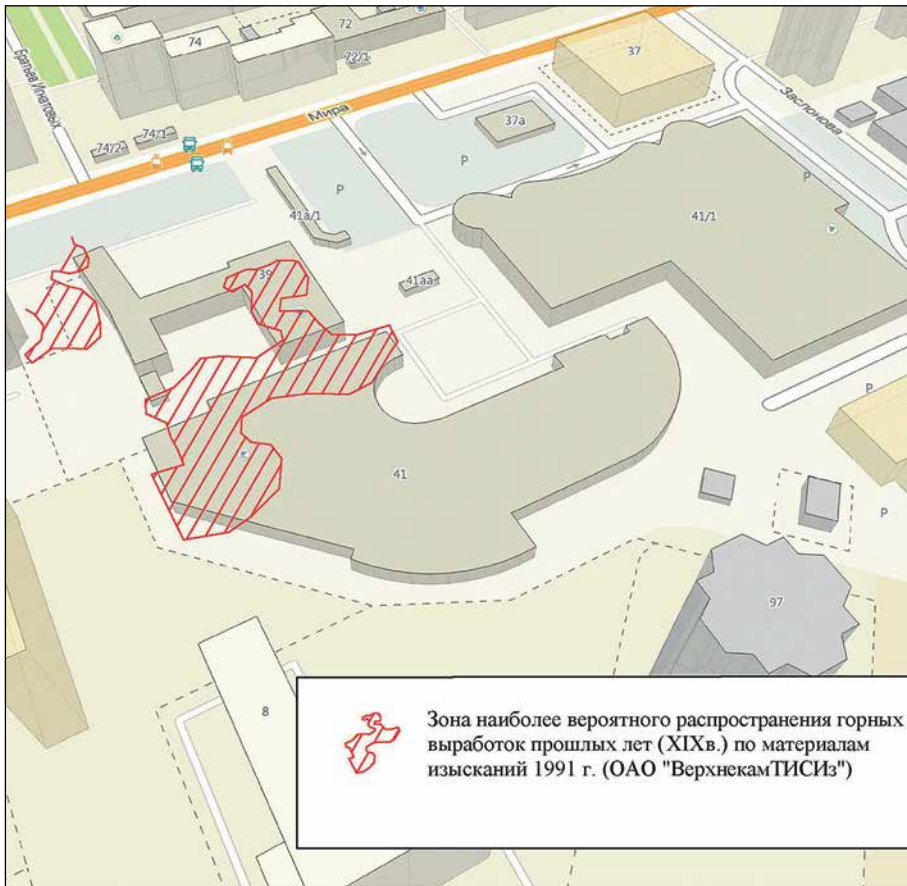 72
74
37
72/1
Братьев Игнатовых
Мира
Заслонова
37а
74/1
74/2
P
P
P
41а/1
41/1
39
41аа
P
41
P
97
8
Зона наиболее вероятного распространения горных
выработок прошлых лет (XIXв.) по материалам
изысканий 1991 г. (ОАО "ВерхнекамТИСИз")